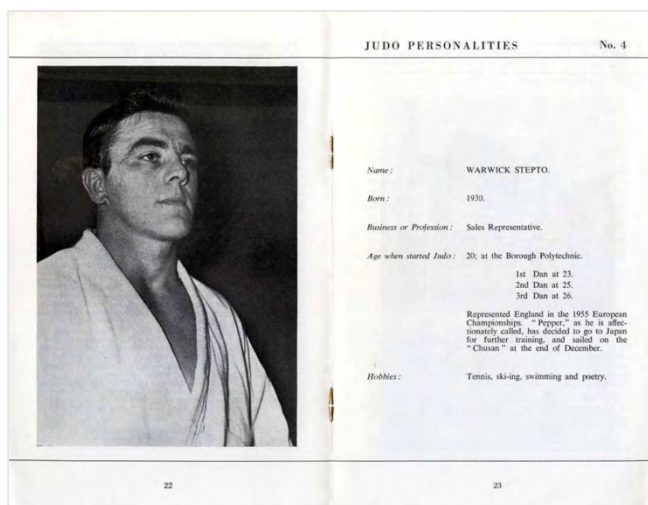 JUDO PERSONALITIES No. 4
Name : WARWICK STEPTO.
Born : 1930.
Business or Profession : Sales Representative.
Age when started Judo : 20; at the Borough Polytechnic.
1st Dan at 23.
2nd Dan at 25.
3rd Dan at 26.
Represented England in the 1955 European
Championships. "Pepper," as he is affec-
tionately called, has decided to go to Japan
for further training, and sailed on the
"Chusan" at the end of December.
Hobbies : Tennis, ski-ing, swimming and poetry.
22
23